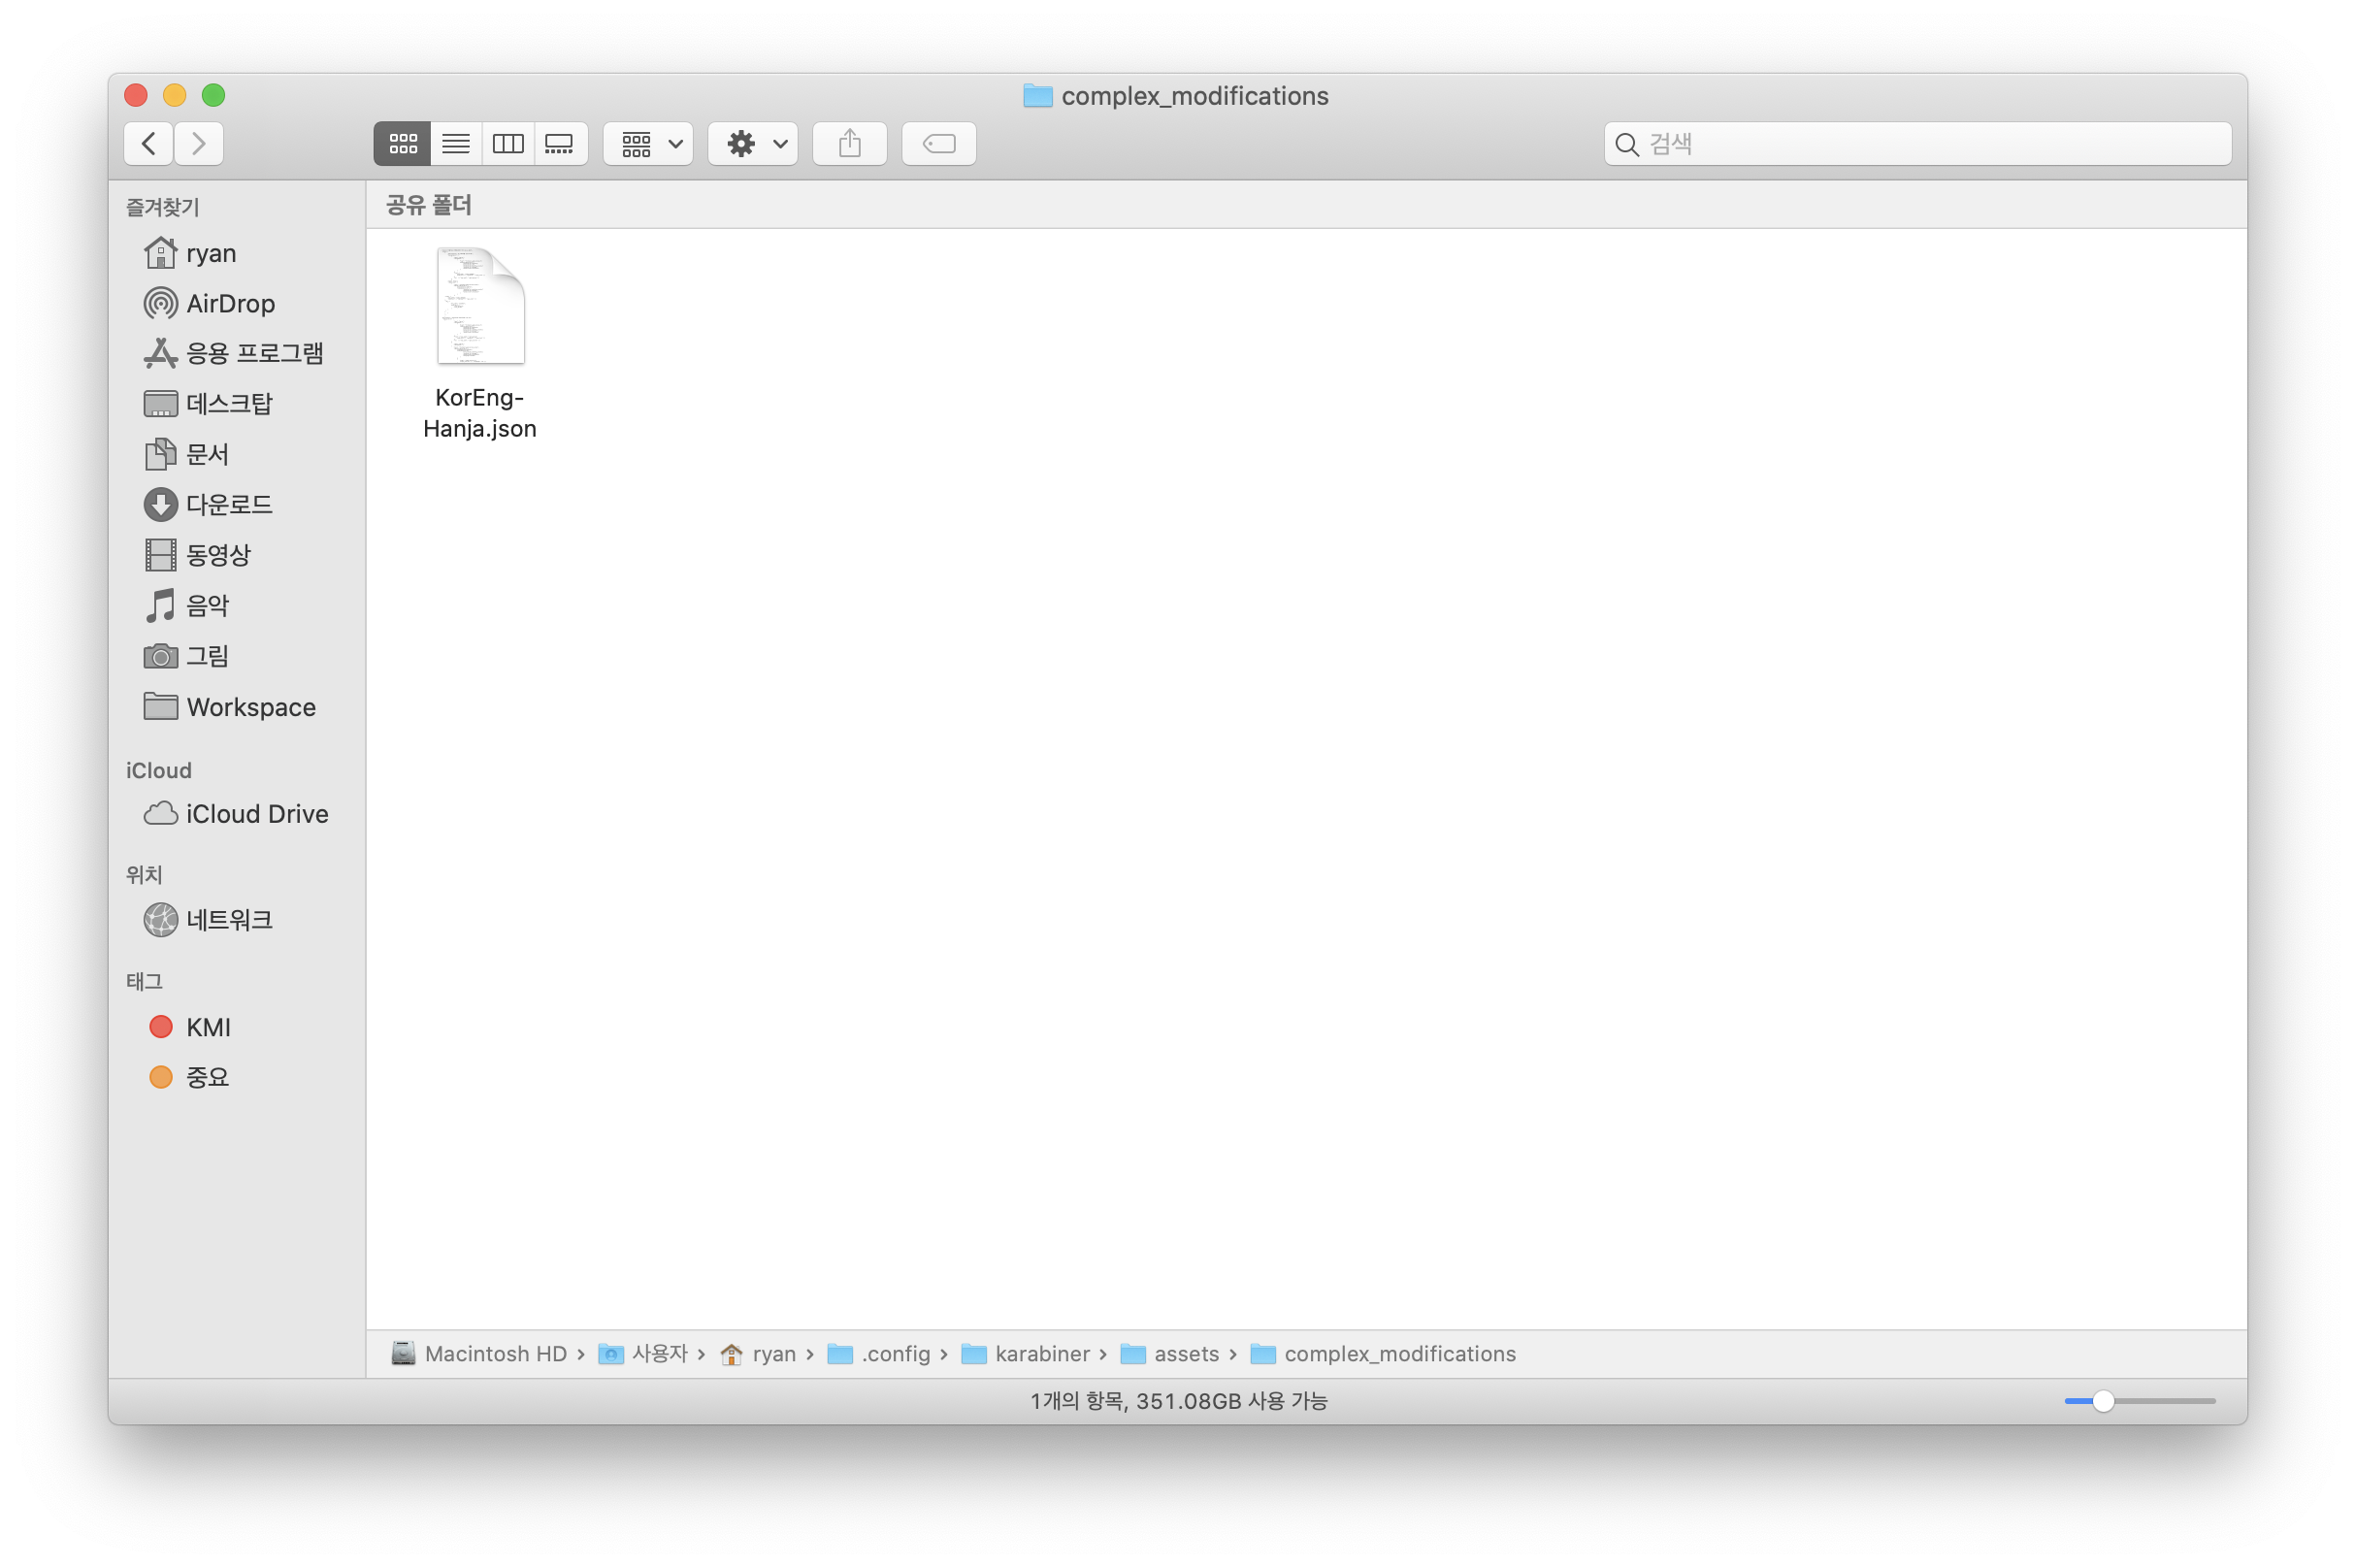 complex_modifications
검색
즐겨찾기
ryan
AirDrop
응용 프로그램
데스크탑
문서
다운로드
동영상
음악
그림
Workspace
iCloud
iCloud Drive
위치
네트워크
태그
KMI
중요
공유 폴더
KorEng-
Hanja.json
Macintosh HD › 사용자 › ryan › .config › karabiner › assets › complex_modifications
1개의 항목, 351.08GB 사용 가능